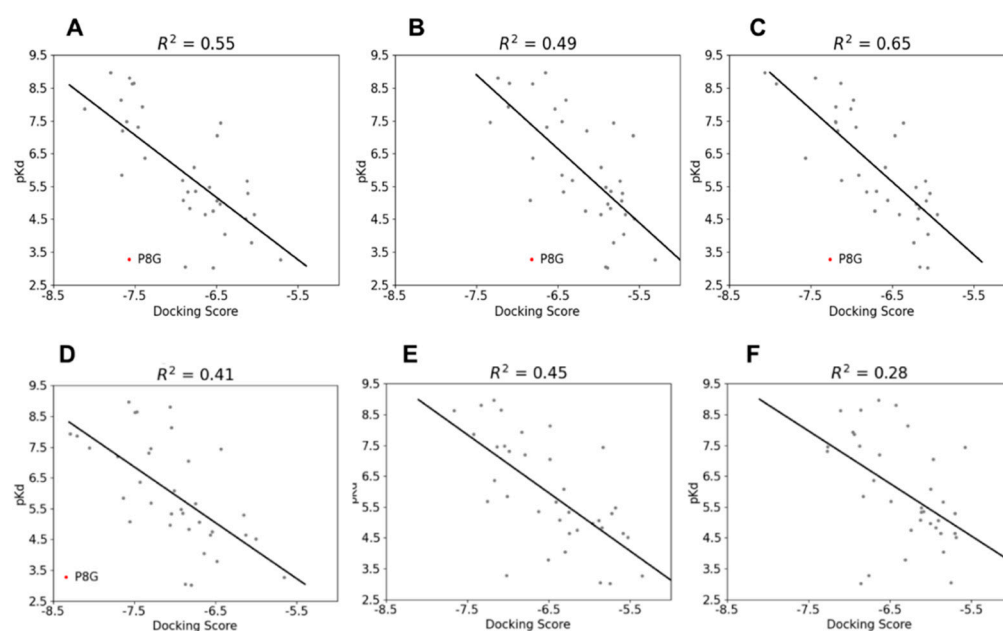 A
B
C
R² = 0.55
R² = 0.49
R² = 0.65
9.5
8.5
7.5
6.5
5.5
4.5
3.5
2.5
pKd
P8G
-8.5 -7.5 -6.5 -5.5
Docking Score
9.5
8.5
7.5
6.5
5.5
4.5
3.5
2.5
pKd
P8G
-8.5 -7.5 -6.5 -5.5
Docking Score
9.5
8.5
7.5
6.5
5.5
4.5
3.5
2.5
pKd
P8G
-8.5 -7.5 -6.5 -5.5
Docking Score
D
E
F
R² = 0.41
R² = 0.45
R² = 0.28
9.5
8.5
7.5
6.5
5.5
4.5
3.5
2.5
pKd
P8G
-8.5 -7.5 -6.5 -5.5
Docking Score
9.5
8.5
7.5
6.5
5.5
4.5
3.5
2.5
pKd
-8.5 -7.5 -6.5 -5.5
Docking Score
9.5
8.5
7.5
6.5
5.5
4.5
3.5
2.5
pKd
-8.5 -7.5 -6.5 -5.5
Docking Score